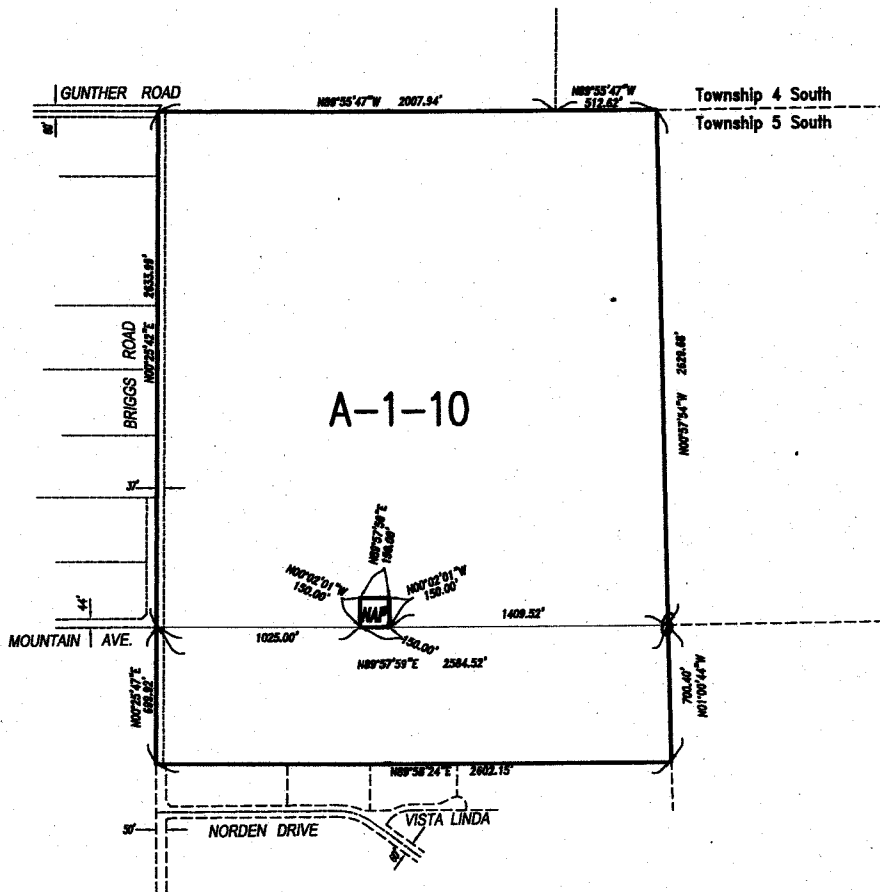 GUNTHER ROAD
60'
N89°55'47"W 2007.94'
N89°55'47"W
512.62'
Township 4 South
Township 5 South
2633.99'
N00°25'42"E
BRIGGS ROAD
2629.66'
N00°57'54"W
A-1-10
37'
N89°57'59"E
150.00'
N00°02'01"W
150.00'
N00°02'01"W
150.00'
NAP
44'
MOUNTAIN AVE.
1025.00'
150.00'
1409.52'
N89°57'59"E 2584.52'
N00°25'47"E
699.92'
700.40'
N01°00'44"W
N89°58'24"E 2602.15'
50'
NORDEN DRIVE
VISTA LINDA